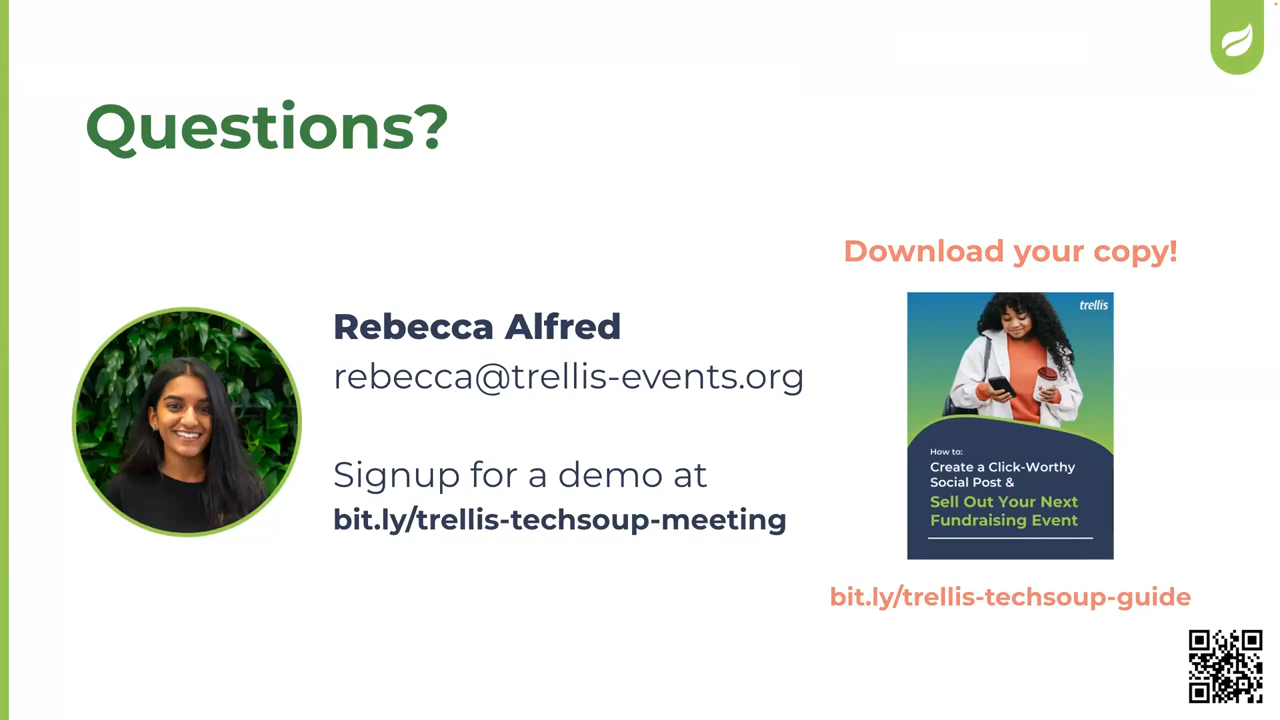 Questions?
Rebecca Alfred
rebecca@trellis-events.org
Signup for a demo at
bit.ly/trellis-techsoup-meeting
Download your copy!
trellis
How to:
Create a Click-Worthy
Social Post &
Sell Out Your Next
Fundraising Event
bit.ly/trellis-techsoup-guide